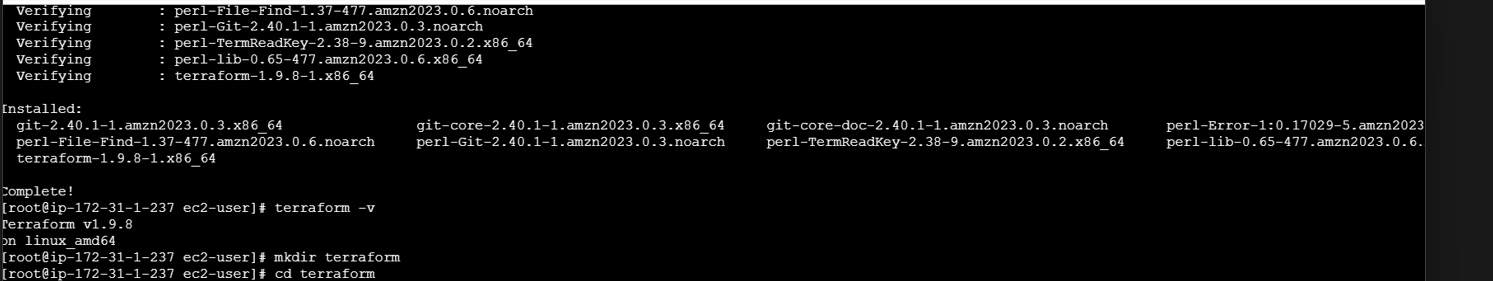 Verifying        : perl-File-Find-1.37-477.amzn2023.0.6.noarch
Verifying        : perl-Git-2.40.1-1.amzn2023.0.3.noarch
Verifying        : perl-TermReadKey-2.38-9.amzn2023.0.2.x86_64
Verifying        : perl-lib-0.65-477.amzn2023.0.6.x86_64
Verifying        : terraform-1.9.8-1.x86_64
Installed:
git-2.40.1-1.amzn2023.0.3.x86_64 git-core-2.40.1-1.amzn2023.0.3.x86_64 git-core-doc-2.40.1-1.amzn2023.0.3.noarch perl-Error-1:0.17029-5.amzn2023
perl-File-Find-1.37-477.amzn2023.0.6.noarch perl-Git-2.40.1-1.amzn2023.0.3.noarch perl-TermReadKey-2.38-9.amzn2023.0.2.x86_64 perl-lib-0.65-477.amzn2023.0.6.
terraform-1.9.8-1.x86_64
Complete!
[root@ip-172-31-1-237 ec2-user]# terraform -v
Terraform v1.9.8
on linux_amd64
[root@ip-172-31-1-237 ec2-user]# mkdir terraform
[root@ip-172-31-1-237 ec2-user]# cd terraform